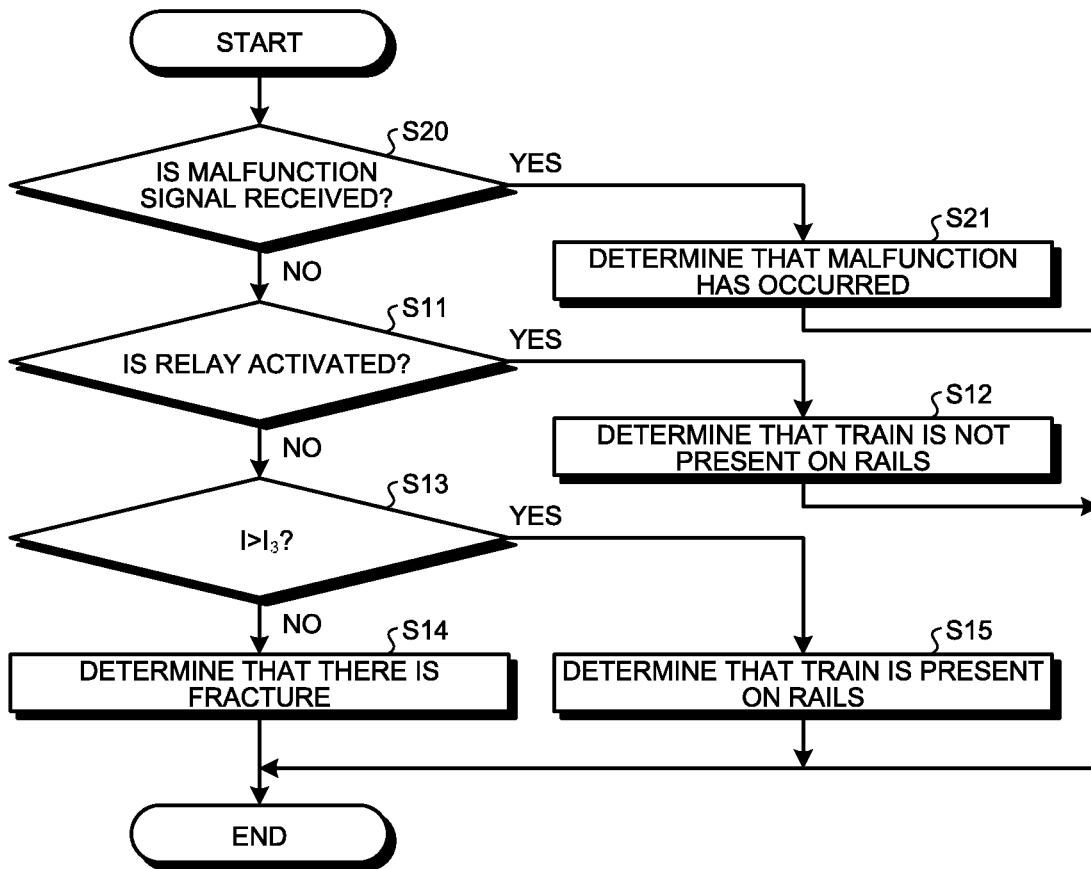 START
S20
IS MALFUNCTION
SIGNAL RECEIVED?
YES
NO
S21
DETERMINE THAT MALFUNCTION
HAS OCCURRED
S11
IS RELAY ACTIVATED?
YES
NO
S12
DETERMINE THAT TRAIN IS NOT
PRESENT ON RAILS
S13
I>I₃?
YES
NO
S14
DETERMINE THAT THERE IS
FRACTURE
S15
DETERMINE THAT TRAIN IS PRESENT
ON RAILS
END